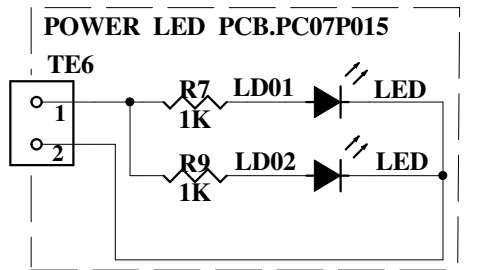 POWER LED PCB.PC07P015
TE6
R7 LD01 LED
1
1K
R9 LD02 LED
2
1K